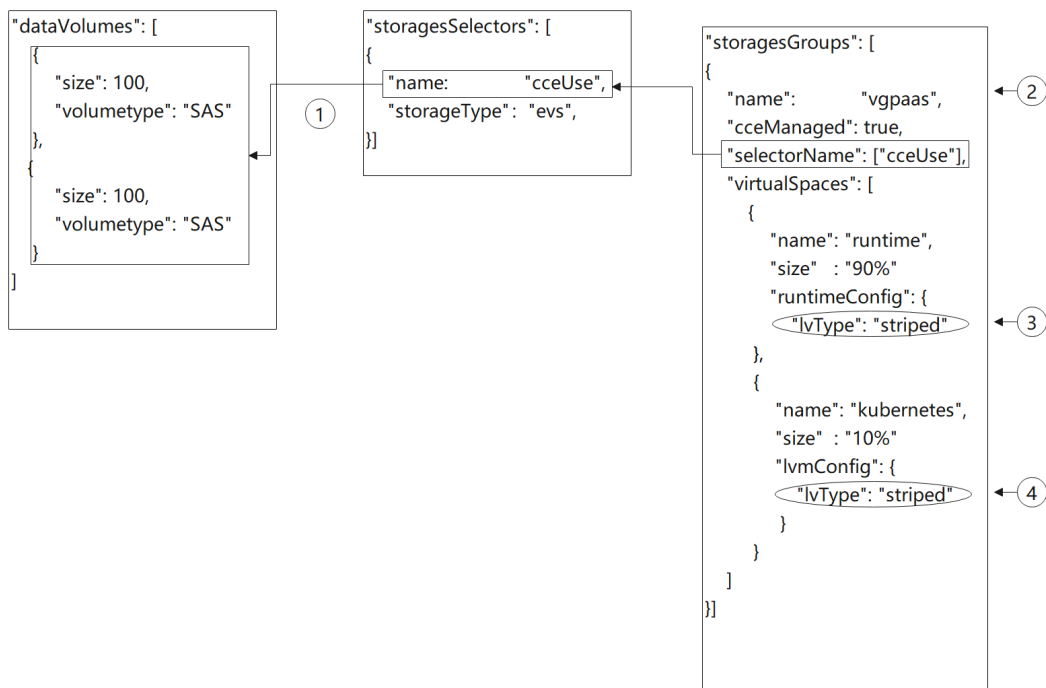 "dataVolumes": [
{
"size": 100,
"volumetype": "SAS"
},
{
"size": 100,
"volumetype": "SAS"
}
]
1
"storagesSelectors": [
{
"name: "cceUse",
"storageType": "evs",
}]
"storagesGroups": [
{
"name": "vgpaas",
"cceManaged": true,
"selectorName": ["cceUse"],
"virtualSpaces": [
{
"name": "runtime",
"size" : "90%"
"runtimeConfig": {
"lvType": "striped"
},
{
"name": "kubernetes",
"size" : "10%"
"lvmConfig": {
"lvType": "striped"
}
}
]
}]
2
3
4